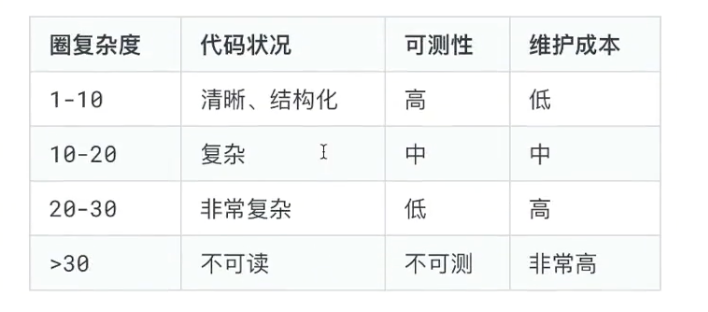 圈复杂度 代码状况 可测性 维护成本
1-10 清晰、结构化 高 低
10-20 复杂 中 中
20-30 非常复杂 低 高
>30 不可读 不可测 非常高